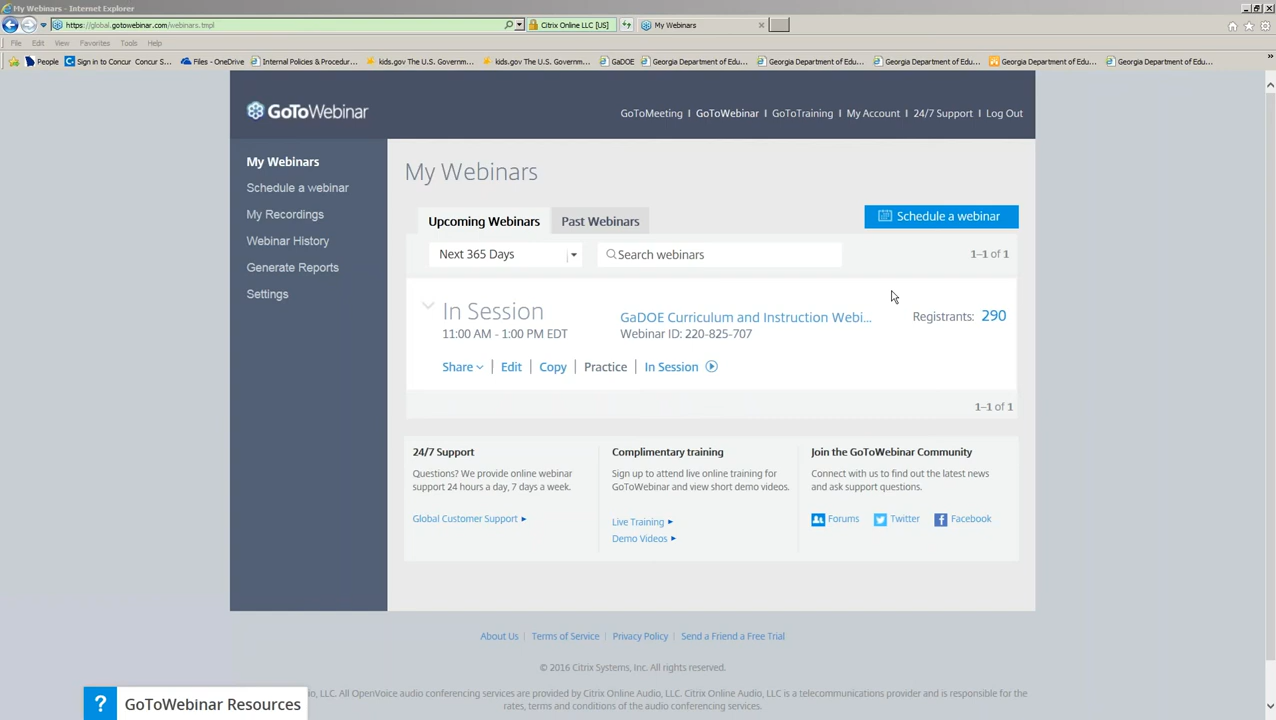 My Webinars - Internet Explorer
https://global.gotowebinar.com/webinars.tmpl
Citrix Online LLC [US]
My Webinars
File Edit View Favorites Tools Help
People
Sign in to Concur Concur S...
Files - OneDrive
Internal Policies & Procedur...
kids.gov The U.S. Governm...
kids.gov The U.S. Governm...
GaDOE
Georgia Department of Edu...
Georgia Department of Edu...
Georgia Department of Edu...
Georgia Department of Edu...
Georgia Department of Edu...
GoToWebinar
GoToMeeting | GoToWebinar | GoToTraining | My Account | 24/7 Support | Log Out
My Webinars
Schedule a webinar
My Recordings
Webinar History
Generate Reports
Settings
My Webinars
Upcoming Webinars
Past Webinars
Schedule a webinar
Next 365 Days
Search webinars
1–1 of 1
In Session
11:00 AM - 1:00 PM EDT
GaDOE Curriculum and Instruction Webi...
Webinar ID: 220-825-707
Registrants: 290
Share | Edit | Copy | Practice | In Session
1–1 of 1
24/7 Support
Questions? We provide online webinar
support 24 hours a day, 7 days a week.
Global Customer Support
Complimentary training
Sign up to attend live online training for
GoToWebinar and view short demo videos.
Live Training
Demo Videos
Join the GoToWebinar Community
Connect with us to find out the latest news
and ask support questions.
Forums
Twitter
Facebook
About Us | Terms of Service | Privacy Policy | Send a Friend a Free Trial
© 2016 Citrix Systems, Inc. All rights reserved.
LLC. All OpenVoice audio conferencing services are provided by Citrix Online Audio, LLC. Citrix Online Audio, LLC is a telecommunications provider and is responsible for the
rates, terms and conditions of the audio conferencing services.
? GoToWebinar Resources